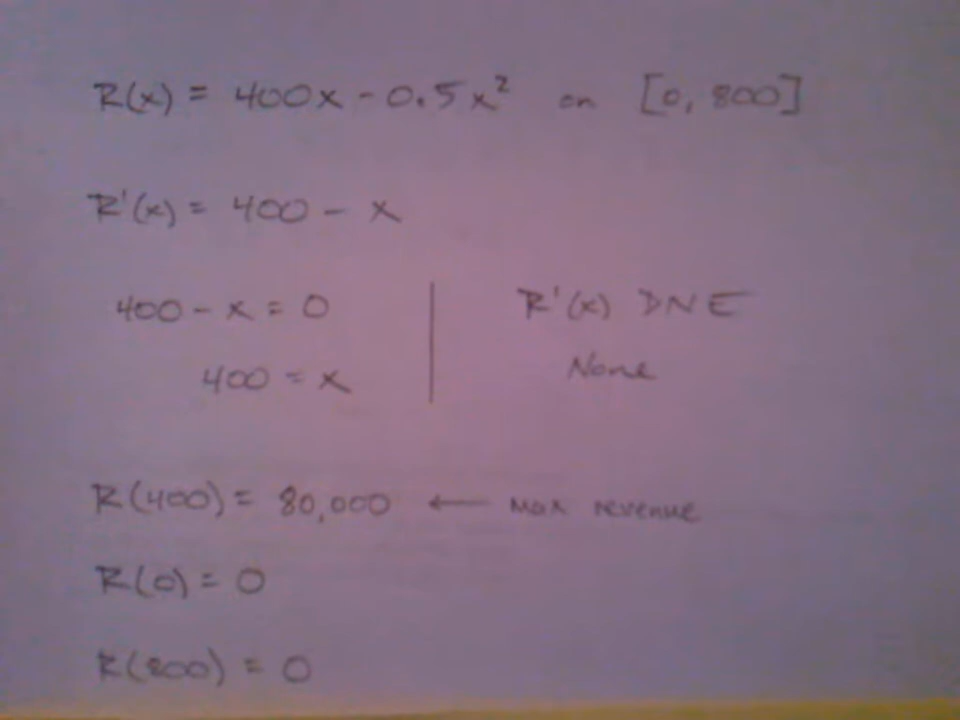 R(x) = 400x - 0.5x² on [0, 800]
R'(x) = 400 - x
400 - x = 0
400 = x
R'(x) DNE
None
R(400) = 80,000 ← max revenue
R(0) = 0
R(800) = 0